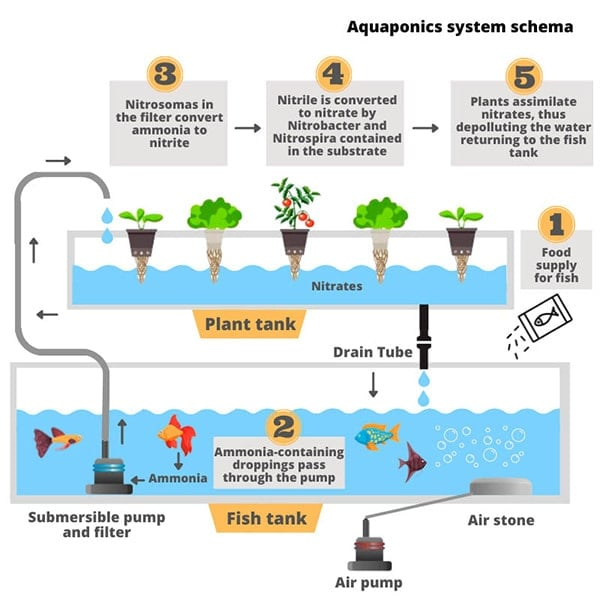 Aquaponics system schema
3
Nitrosomas in
the filter convert
ammonia to
nitrite
4
Nitrile is converted
to nitrate by
Nitrobacter and
Nitrospira contained
in the substrate
5
Plants assimilate
nitrates, thus
depolluting the water
returning to the fish
tank
1
Food
supply
for fish
Nitrates
Plant tank
Drain Tube
2
Ammonia-containing
droppings pass
through the pump
Ammonia
Submersible pump
and filter
Fish tank
Air stone
Air pump